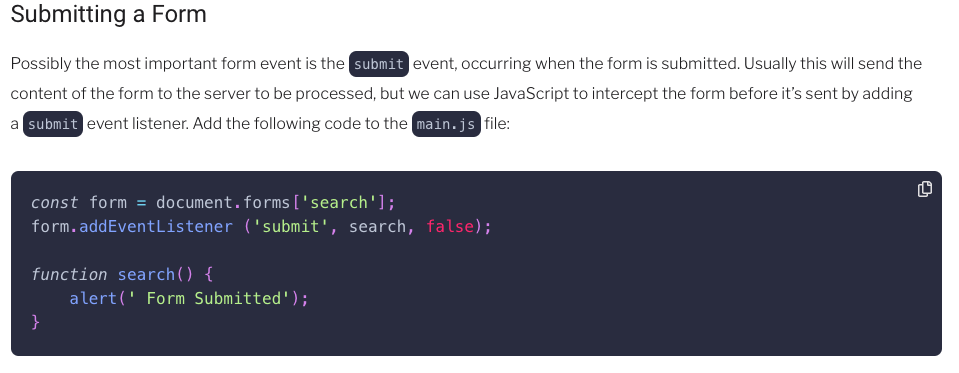 Submitting a Form
Possibly the most important form event is the submit event, occurring when the form is submitted. Usually this will send the
content of the form to the server to be processed, but we can use JavaScript to intercept the form before it’s sent by adding
a submit event listener. Add the following code to the main.js file:
const form = document.forms['search'];
form.addEventListener ('submit', search, false);
function search() {
    alert(' Form Submitted');
}